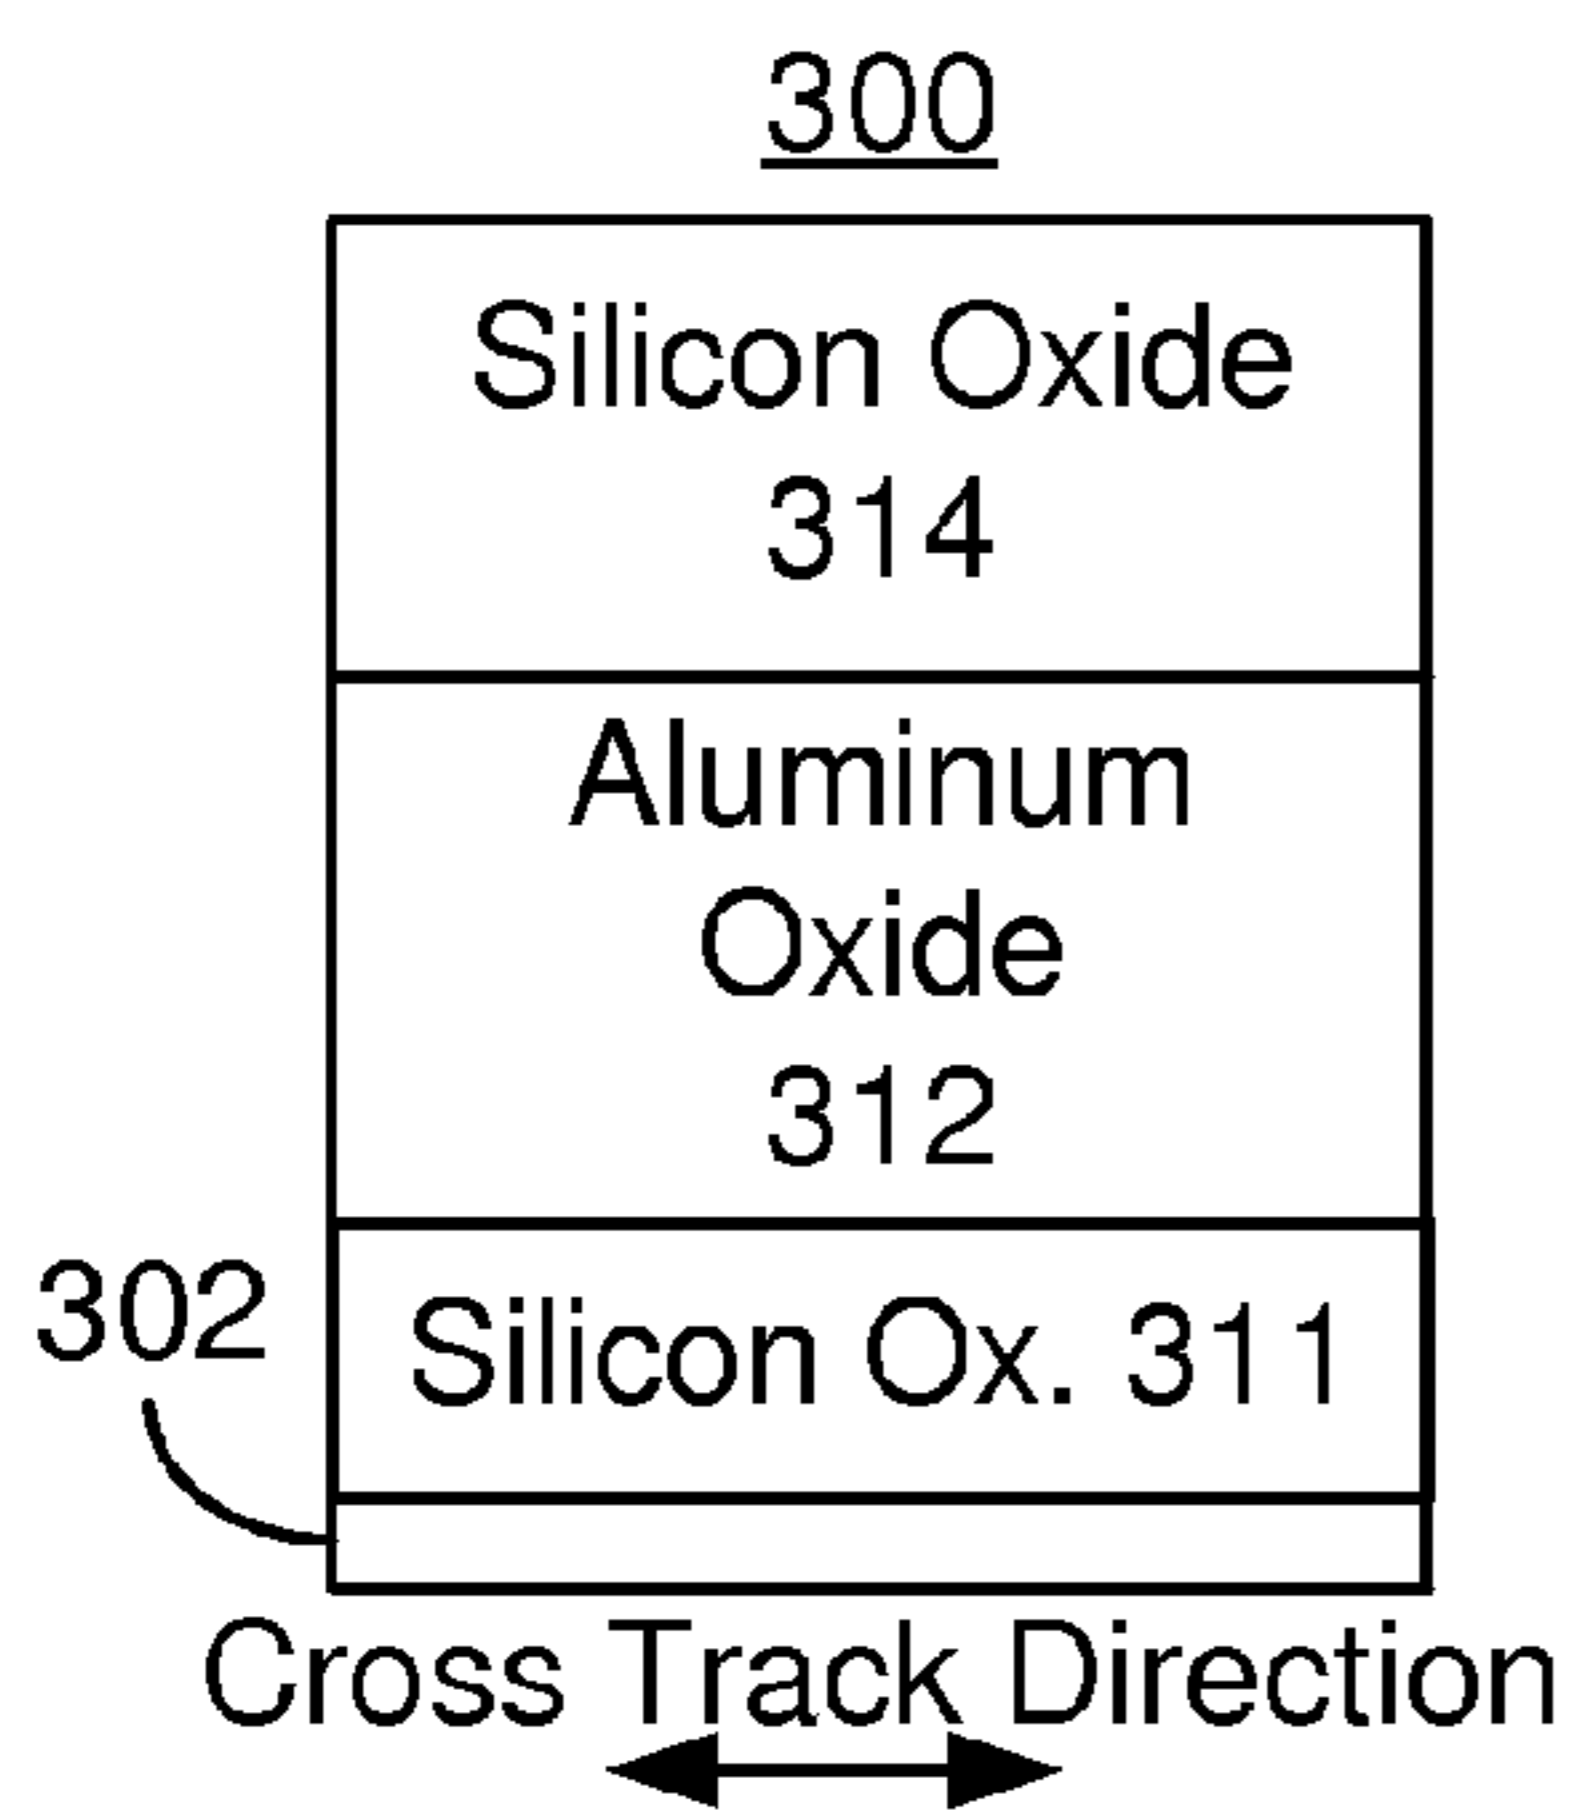 300
Silicon Oxide
314
Aluminum
Oxide
312
302
Silicon Ox. 311
Cross Track Direction